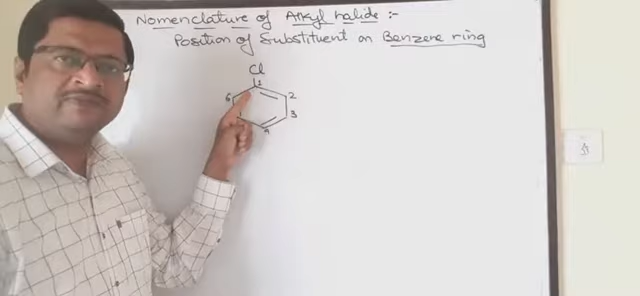 Nomenclature of Alkyl halide :-
Position of Substituent on Benzene ring
Cl
1
6 2
3
4